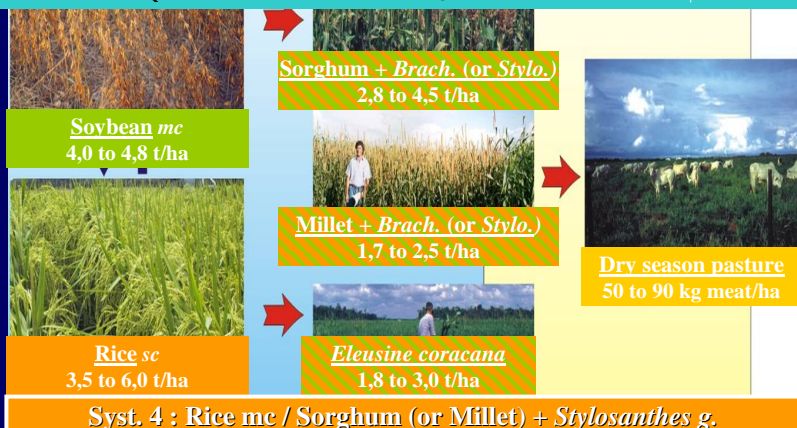 Sorghum + Brach. (or Stylo.)
2,8 to 4,5 t/ha
Soybean mc
4,0 to 4,8 t/ha
Millet + Brach. (or Stylo.)
1,7 to 2,5 t/ha
Dry season pasture
50 to 90 kg meat/ha
Rice sc
3,5 to 6,0 t/ha
Eleusine coracana
1,8 to 3,0 t/ha
Syst. 4 : Rice mc / Sorghum (or Millet) + Stylosanthes g.